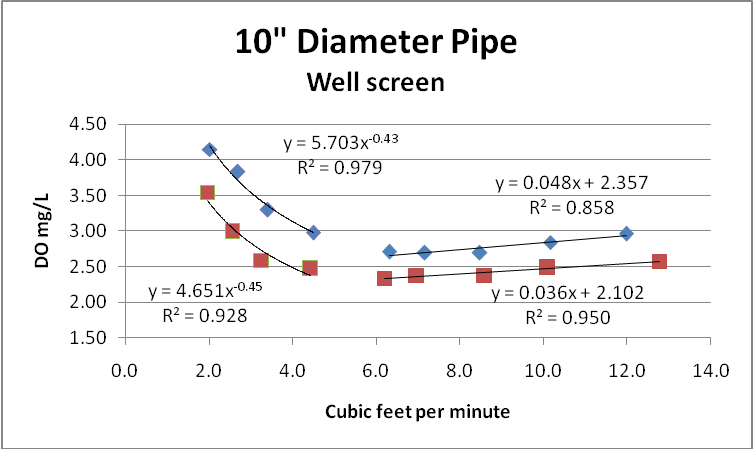 10" Diameter Pipe
Well screen
4.50
4.00
3.50
3.00
2.50
2.00
1.50
DO mg/L
y = 5.703x^-0.43
R² = 0.979
y = 0.048x + 2.357
R² = 0.858
y = 4.651x^-0.45
R² = 0.928
y = 0.036x + 2.102
R² = 0.950
0.0 2.0 4.0 6.0 8.0 10.0 12.0 14.0
Cubic feet per minute